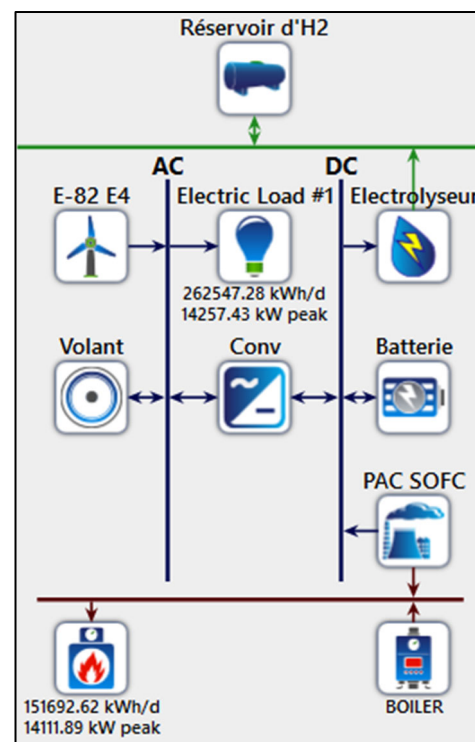 Réservoir d'H2
AC
DC
E-82 E4
Electric Load #1
Electrolyseur
262547.28 kWh/d
14257.43 kW peak
Volant
Conv
Batterie
PAC SOFC
151692.62 kWh/d
14111.89 kW peak
BOILER